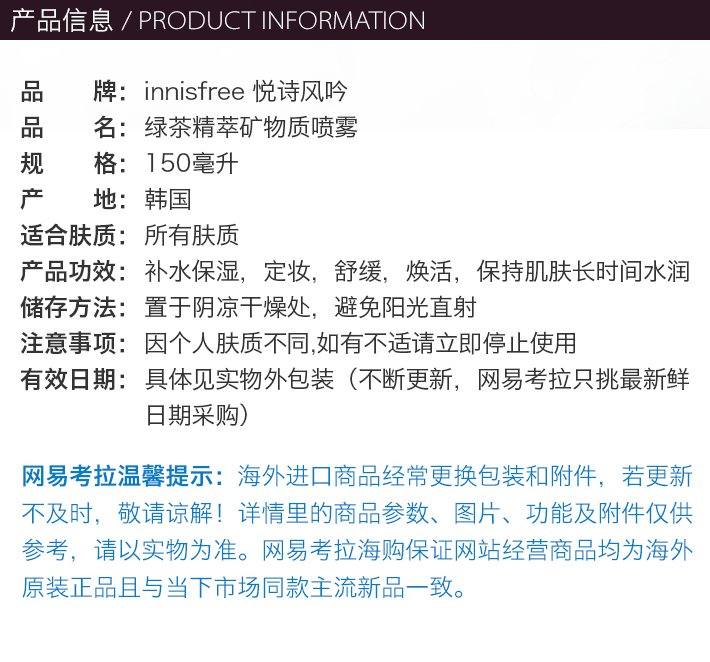 产品信息 / PRODUCT INFORMATION
品　　牌： innisfree 悦诗风吟
品　　名： 绿茶精萃矿物质喷雾
规　　格： 150毫升
产　　地： 韩国
适合肤质： 所有肤质
产品功效： 补水保湿，定妆，舒缓，焕活，保持肌肤长时间水润
储存方法： 置于阴凉干燥处，避免阳光直射
注意事项： 因个人肤质不同,如有不适请立即停止使用
有效日期： 具体见实物外包装（不断更新，网易考拉只挑最新鲜
日期采购）
网易考拉温馨提示：海外进口商品经常更换包装和附件，若更新
不及时，敬请谅解！详情里的商品参数、图片、功能及附件仅供
参考，请以实物为准。网易考拉海购保证网站经营商品均为海外
原装正品且与当下市场同款主流新品一致。